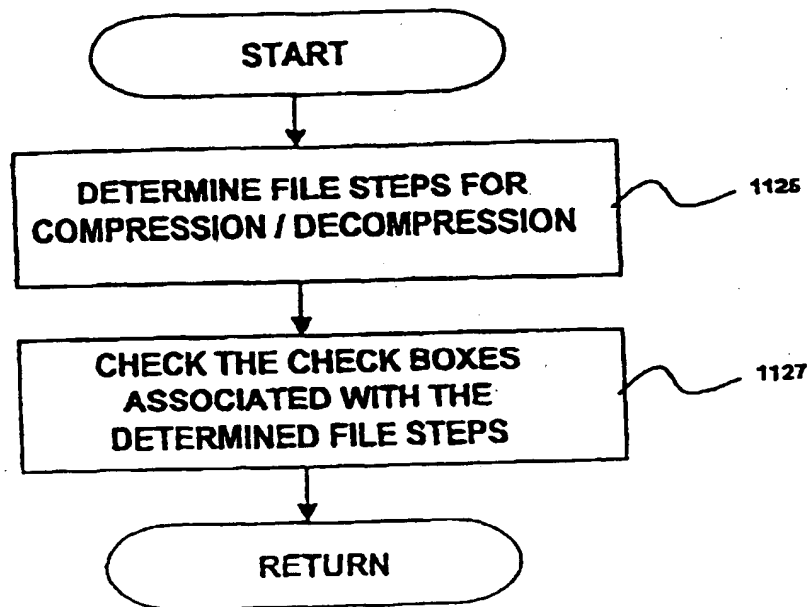 START
DETERMINE FILE STEPS FOR
COMPRESSION / DECOMPRESSION
1125
CHECK THE CHECK BOXES
ASSOCIATED WITH THE
DETERMINED FILE STEPS
1127
RETURN